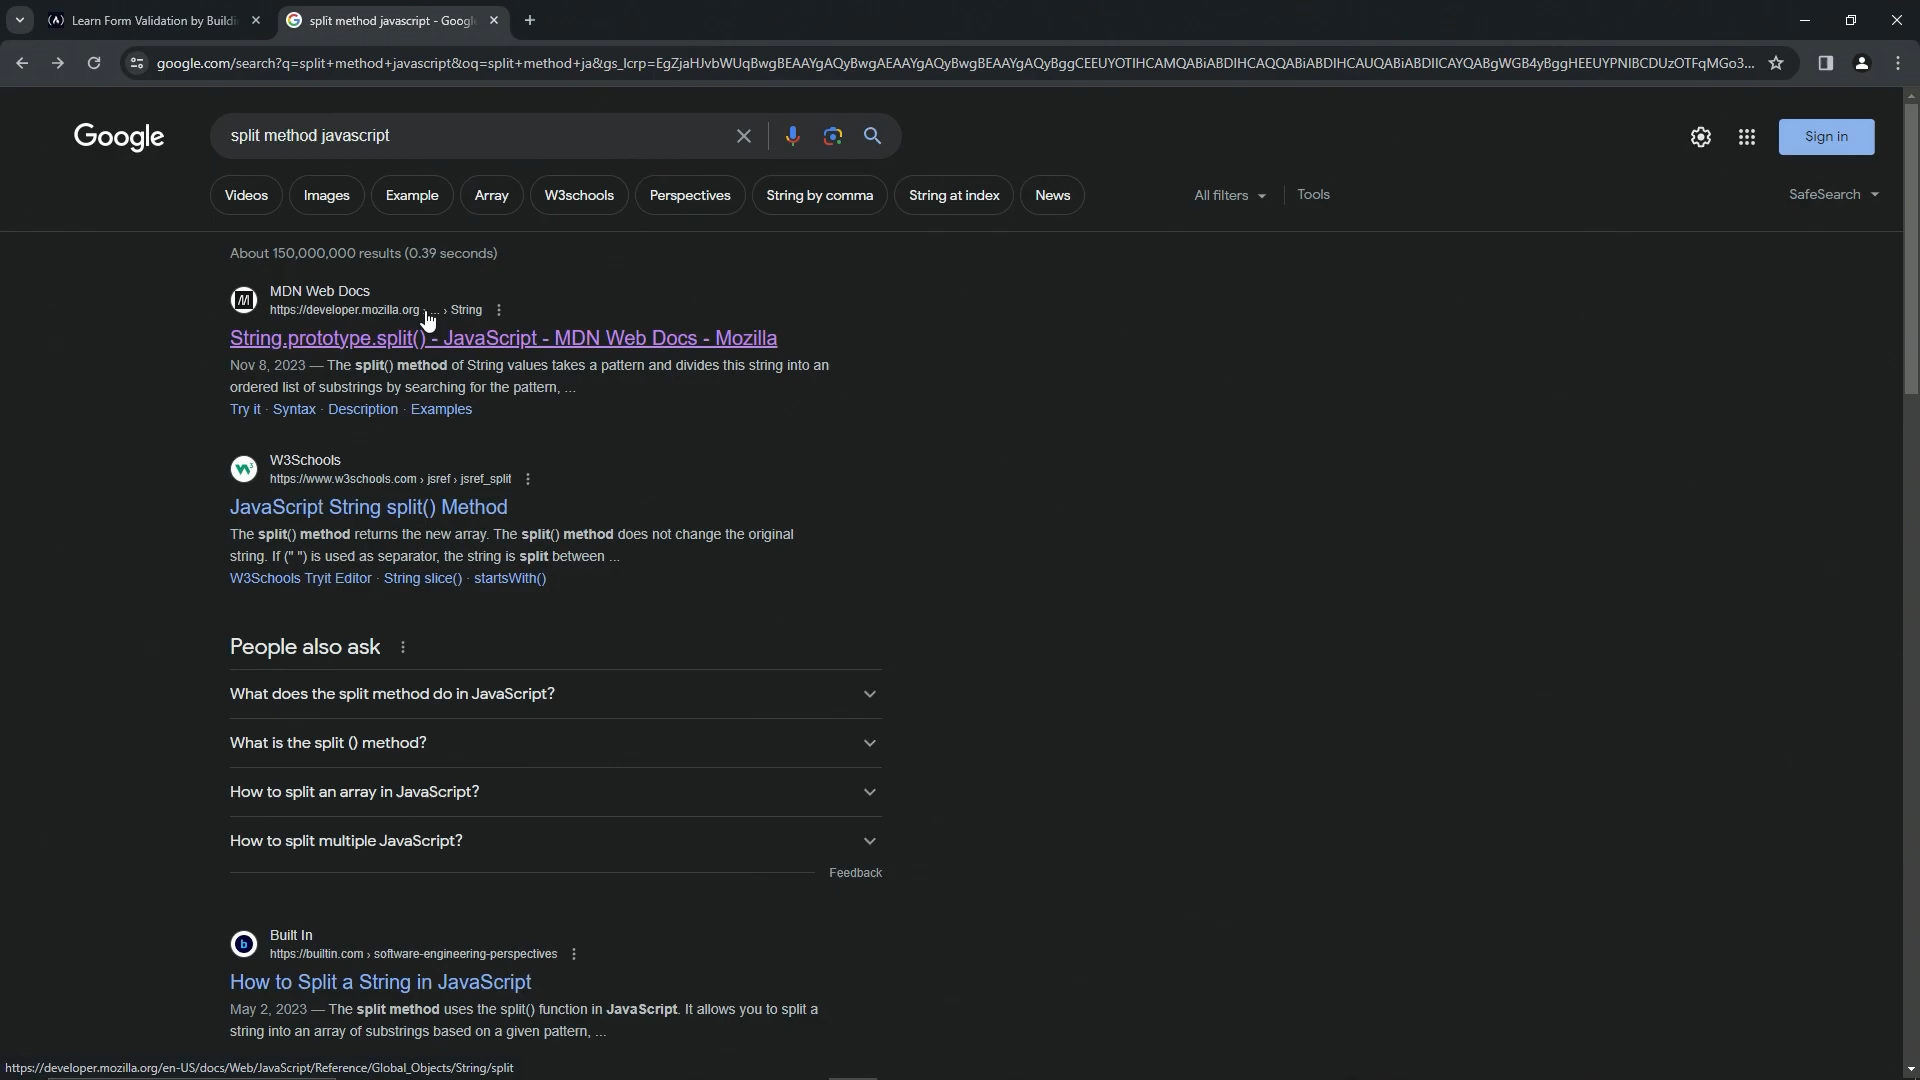 Learn Form Validation by Buildi
split method javascript - Googl
google.com/search?q=split+method+javascript&oq=split+method+ja&gs_lcrp=EgZjaHJvbWUqBwgBEAAYgAQyBwgAEAAYgAQyBwgBEAAYgAQyBggCEEUYOTIHCAMQABiABDIHCAQQABiABDIHCAUQABiABDIICAYQABgWGB4yBggHEEUYPNIBCDUzOTFqMGo3...
Google
split method javascript
Sign in
Videos
Images
Example
Array
W3schools
Perspectives
String by comma
String at index
News
All filters
Tools
SafeSearch
About 150,000,000 results (0.39 seconds)
MDN Web Docs
https://developer.mozilla.org › ... › String
String.prototype.split() - JavaScript - MDN Web Docs - Mozilla
Nov 8, 2023 — The split() method of String values takes a pattern and divides this string into an
ordered list of substrings by searching for the pattern, ...
Try it · Syntax · Description · Examples
W3Schools
https://www.w3schools.com › jsref › jsref_split
JavaScript String split() Method
The split() method returns the new array. The split() method does not change the original
string. If (" ") is used as separator, the string is split between ...
W3Schools Tryit Editor · String slice() · startsWith()
People also ask
What does the split method do in JavaScript?
What is the split () method?
How to split an array in JavaScript?
How to split multiple JavaScript?
Feedback
Built In
https://builtin.com › software-engineering-perspectives
How to Split a String in JavaScript
May 2, 2023 — The split method uses the split() function in JavaScript. It allows you to split a
string into an array of substrings based on a given pattern, ...
https://developer.mozilla.org/en-US/docs/Web/JavaScript/Reference/Global_Objects/String/split